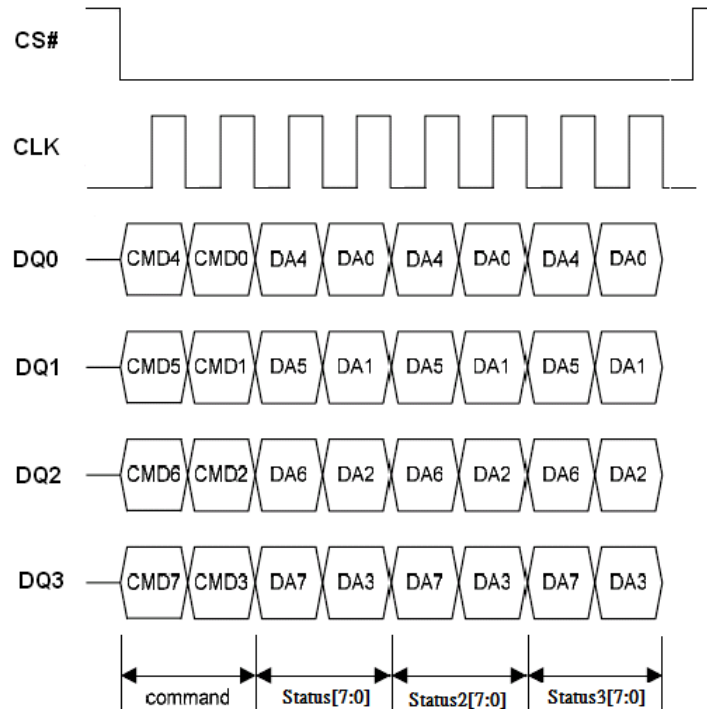 CS#
CLK
DQ0 CMD4 CMD0 DA4 DA0 DA4 DA0 DA4 DA0
DQ1 CMD5 CMD1 DA5 DA1 DA5 DA1 DA5 DA1
DQ2 CMD6 CMD2 DA6 DA2 DA6 DA2 DA6 DA2
DQ3 CMD7 CMD3 DA7 DA3 DA7 DA3 DA7 DA3
command Status[7:0] Status2[7:0] Status3[7:0]